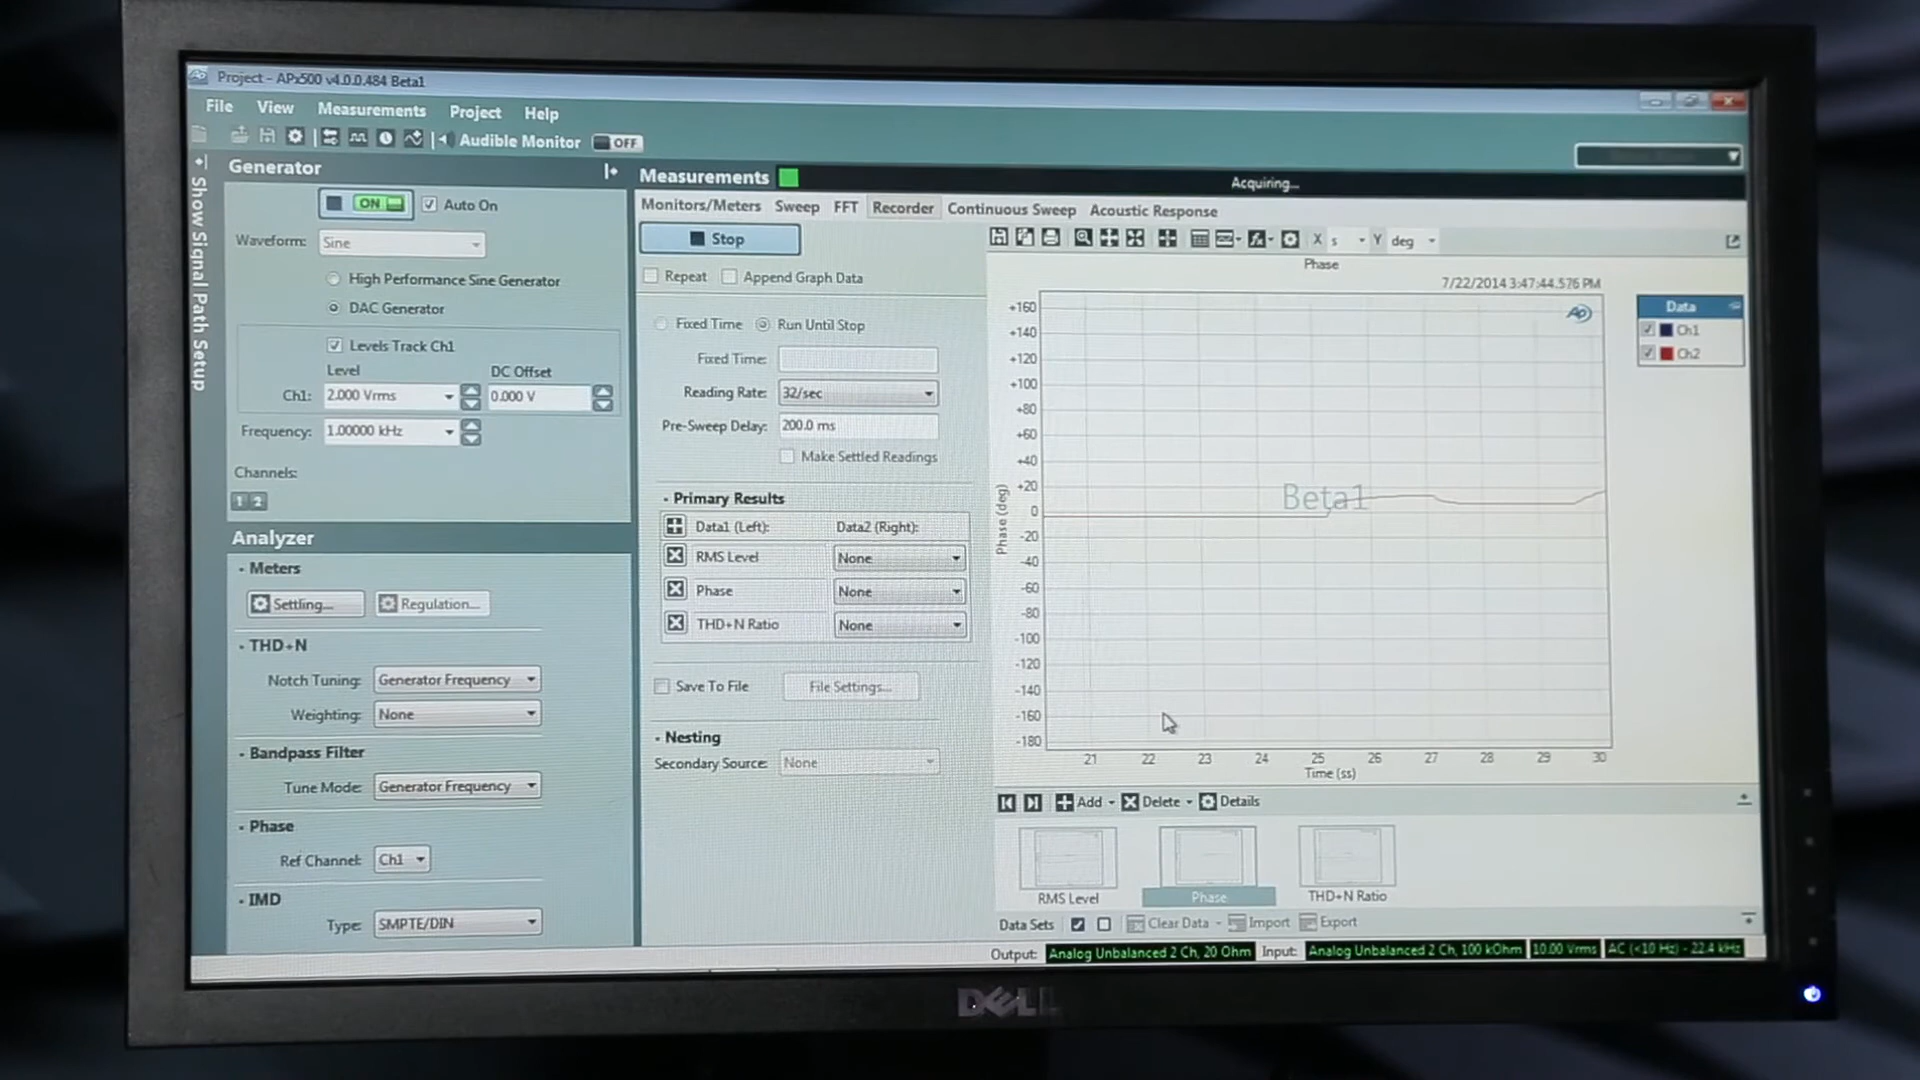 Project - APx500 v4.0.0.484 Beta1
File View Measurements Project Help
Audible Monitor OFF
Show Signal Path Setup
Generator
ON Auto On
Waveform: Sine
High Performance Sine Generator
DAC Generator
Levels Track Ch1
Level DC Offset
Ch1: 2.000 Vrms 0.000 V
Frequency: 1.00000 kHz
Channels:
1 2
Analyzer
Meters
Settling... Regulation...
THD+N
Notch Tuning: Generator Frequency
Weighting: None
Bandpass Filter
Tune Mode: Generator Frequency
Phase
Ref Channel: Ch1
IMD
Type: SMPTE/DIN
Measurements
Acquiring...
Monitors/Meters Sweep FFT Recorder Continuous Sweep Acoustic Response
Stop
Repeat Append Graph Data
Fixed Time Run Until Stop
Fixed Time:
Reading Rate: 32/sec
Pre-Sweep Delay: 200.0 ms
Make Settled Readings
Primary Results
Data1 (Left): Data2 (Right):
RMS Level None
Phase None
THD+N Ratio None
Save To File File Settings...
Nesting
Secondary Source: None
X s Y deg
Phase
7/22/2014 3:47:44.576 PM
AP
+160
+140
+120
+100
+80
+60
+40
+20
0
-20
-40
-60
-80
-100
-120
-140
-160
-180
Phase (deg)
Beta1
21 22 23 24 25 26 27 28 29 30
Time (ss)
Data
Ch1
Ch2
Add Delete Details
RMS Level Phase THD+N Ratio
Data Sets Clear Data Import Export
Output: Analog Unbalanced 2 Ch, 20 Ohm Input: Analog Unbalanced 2 Ch, 100 kOhm 10.00 Vrms AC (<10 Hz) - 22.4 kHz
DELL